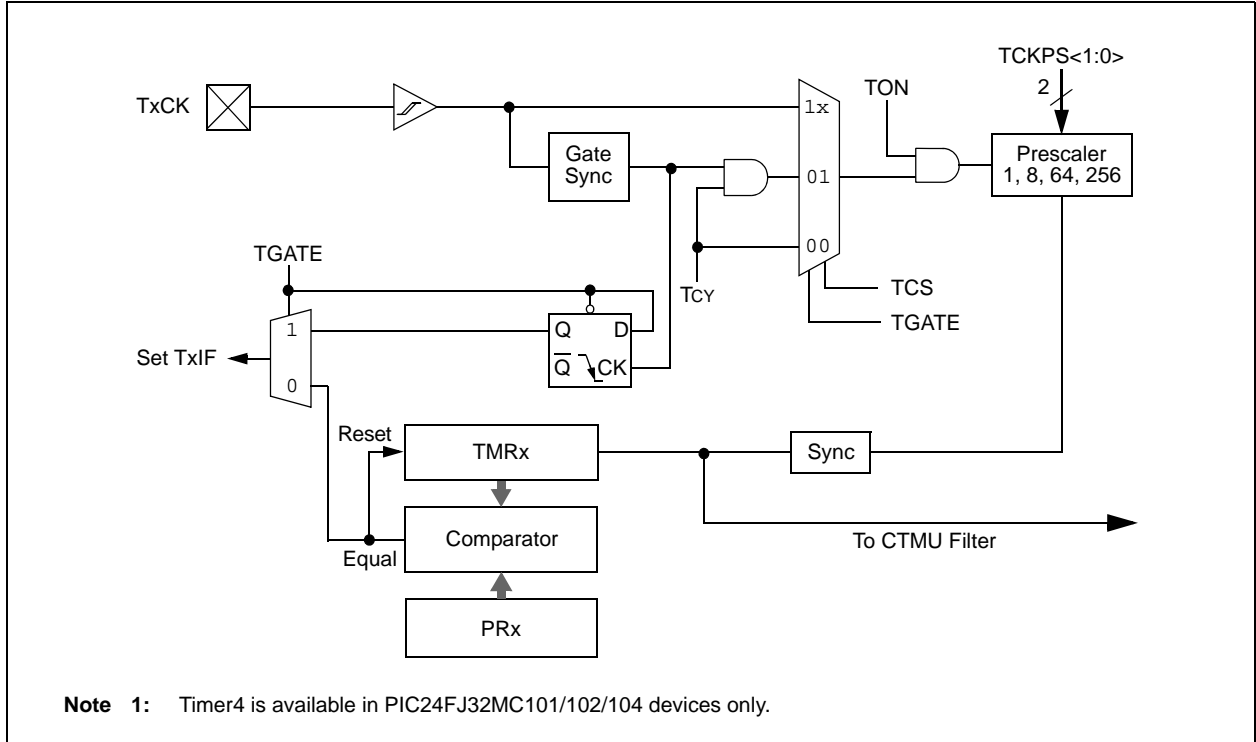 TCKPS<1:0>
2
TxCK
1x
TON
Gate
Sync
Prescaler
1, 8, 64, 256
01
00
TGATE
TCY
TCS
TGATE
1
Q
D
Set TxIF
Q
CK
0
Reset
TMRx
Sync
Comparator
To CTMU Filter
Equal
PRx
Note 1: Timer4 is available in PIC24FJ32MC101/102/104 devices only.